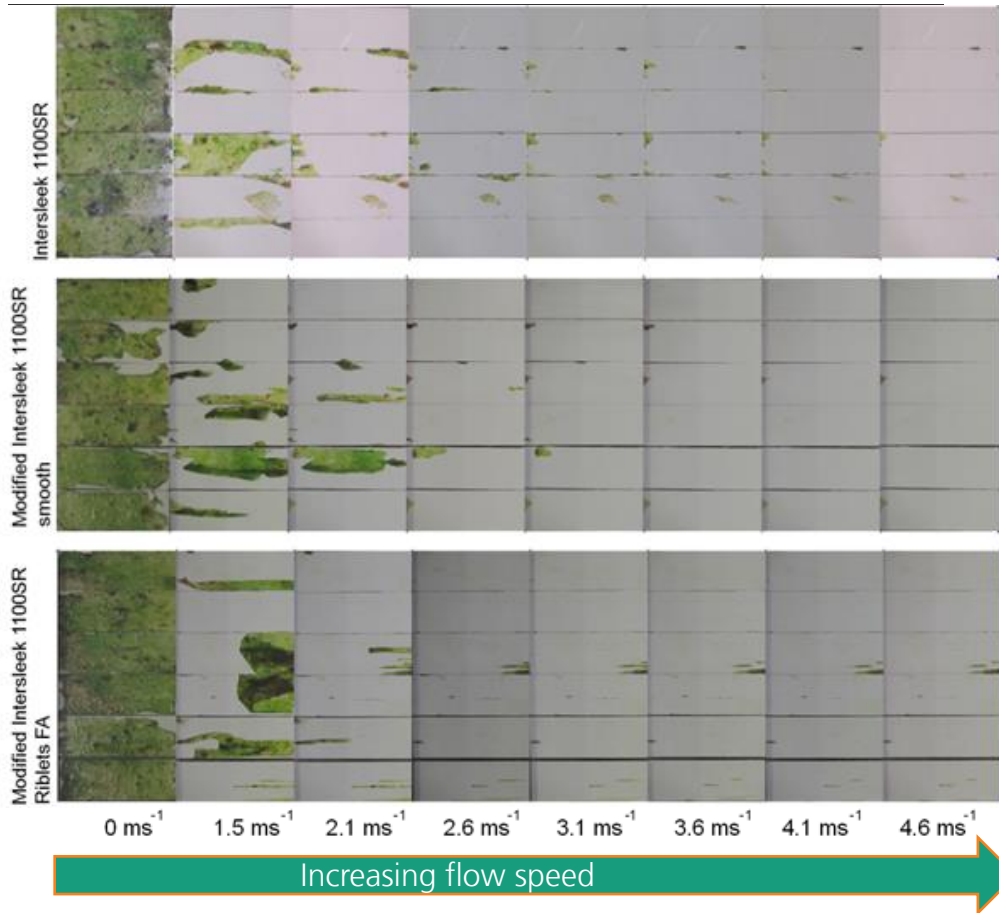 Intersleek 1100SR
Modified Intersleek 1100SR
smooth
Modified Intersleek 1100SR
Riblets FA
0 ms⁻¹ 1.5 ms⁻¹ 2.1 ms⁻¹ 2.6 ms⁻¹ 3.1 ms⁻¹ 3.6 ms⁻¹ 4.1 ms⁻¹ 4.6 ms⁻¹
Increasing flow speed